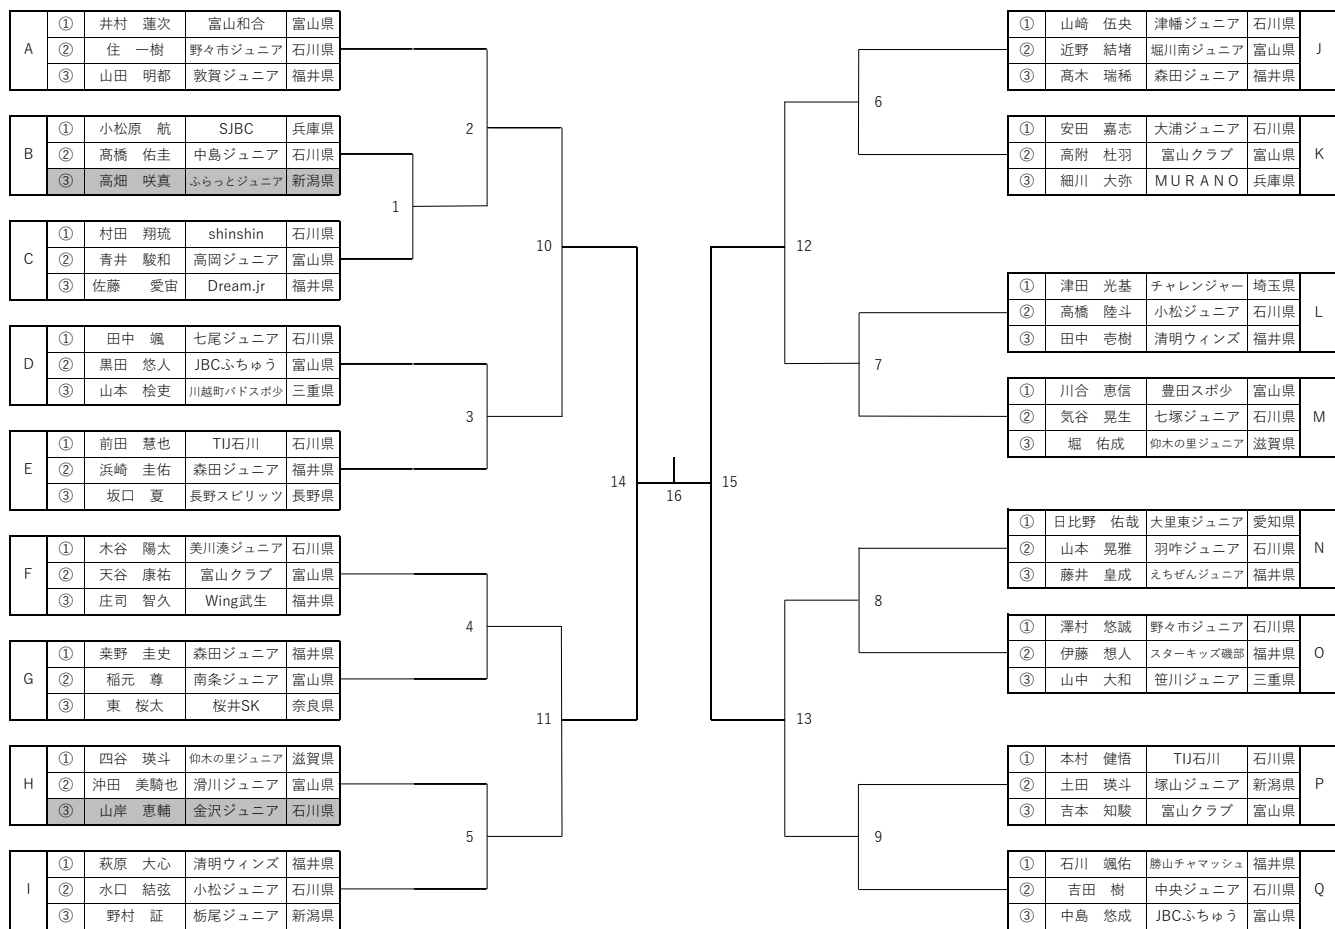 A
① 井村　蓮次 富山和合 富山県
② 住　一樹 野々市ジュニア 石川県
③ 山田　明都 敦賀ジュニア 福井県
B
① 小松原　航 SJBC 兵庫県
② 髙橋　佑圭 中島ジュニア 石川県
③ 高畑　咲真 ふらっとジュニア 新潟県
C
① 村田　翔琉 shinshin 石川県
② 青井　駿和 高岡ジュニア 富山県
③ 佐藤　愛宙 Dream.jr 福井県
D
① 田中　颯 七尾ジュニア 石川県
② 黒田　悠人 JBCふちゅう 富山県
③ 山本　桧吏 川越町バドスポ少 三重県
E
① 前田　慧也 TIJ石川 石川県
② 浜崎　圭佑 森田ジュニア 福井県
③ 坂口　夏 長野スピリッツ 長野県
F
① 木谷　陽太 美川湊ジュニア 石川県
② 天谷　康祐 富山クラブ 富山県
③ 庄司　智久 Wing武生 福井県
G
① 桒野　圭史 森田ジュニア 福井県
② 稲元　尊 南条ジュニア 富山県
③ 東　桜太 桜井SK 奈良県
H
① 四谷　瑛斗 仰木の里ジュニア 滋賀県
② 沖田　美騎也 滑川ジュニア 富山県
③ 山岸　恵輔 金沢ジュニア 石川県
I
① 萩原　大心 清明ウィンズ 福井県
② 水口　結弦 小松ジュニア 石川県
③ 野村　証 栃尾ジュニア 新潟県
1
2
3
4
5
10
11
14
16
15
12
13
6
7
8
9
① 山﨑　伍央 津幡ジュニア 石川県
② 近野　結堵 堀川南ジュニア 富山県
③ 髙木　瑞稀 森田ジュニア 福井県
J
① 安田　嘉志 大浦ジュニア 石川県
② 高附　杜羽 富山クラブ 富山県
③ 細川　大弥 ＭＵＲＡＮＯ 兵庫県
K
① 津田　光基 チャレンジャー 埼玉県
② 高橋　陸斗 小松ジュニア 石川県
③ 田中　壱樹 清明ウィンズ 福井県
L
① 川合　恵信 豊田スポ少 富山県
② 気谷　晃生 七塚ジュニア 石川県
③ 堀　佑成 仰木の里ジュニア 滋賀県
M
① 日比野　佑哉 大里東ジュニア 愛知県
② 山本　晃雅 羽咋ジュニア 石川県
③ 藤井　皇成 えちぜんジュニア 福井県
N
① 澤村　悠誠 野々市ジュニア 石川県
② 伊藤　想人 スターキッズ磯部 福井県
③ 山中　大和 笹川ジュニア 三重県
O
① 本村　健悟 TIJ石川 石川県
② 土田　瑛斗 塚山ジュニア 新潟県
③ 吉本　知駿 富山クラブ 富山県
P
① 石川　颯佑 勝山チャマッシュ 福井県
② 吉田　樹 中央ジュニア 石川県
③ 中島　悠成 JBCふちゅう 富山県
Q